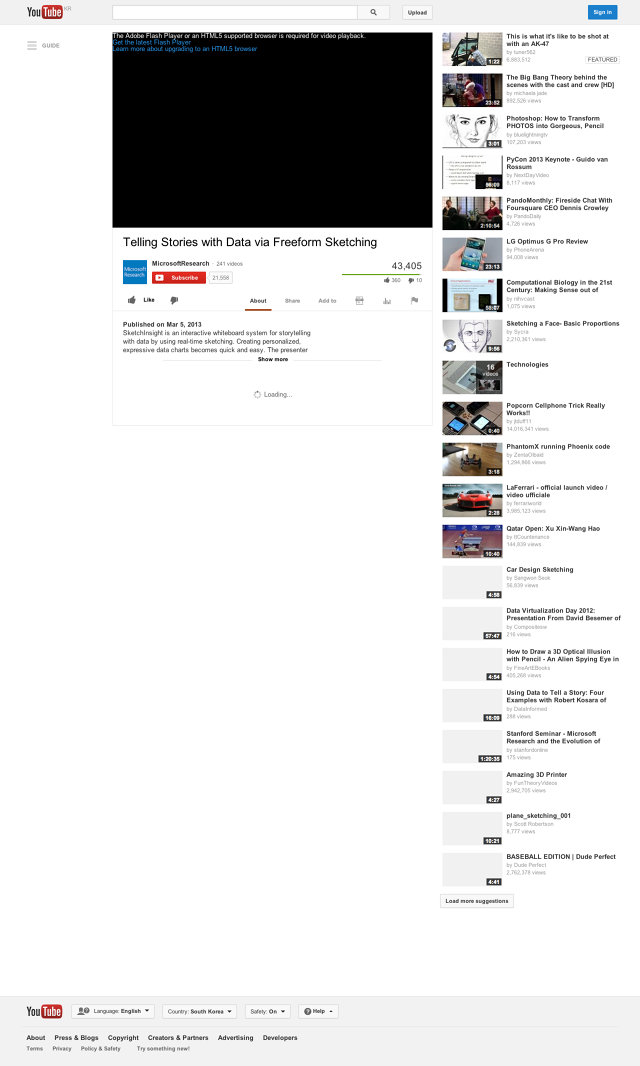 YouTube KR
Upload
Sign in
GUIDE
The Adobe Flash Player or an HTML5 supported browser is required for video playback.
Get the latest Flash Player
Learn more about upgrading to an HTML5 browser
Telling Stories with Data via Freeform Sketching
Microsoft Research
MicrosoftResearch · 241 videos
Subscribe
21,558
43,405
360 10
Like
About Share Add to
Published on Mar 5, 2013
SketchInsight is an interactive whiteboard system for storytelling
with data by using real-time sketching. Creating personalized,
expressive data charts becomes quick and easy. The presenter
Show more
Loading...
This is what it's like to be shot at
with an AK-47
FEATURED
1:22
The Big Bang Theory behind the
scenes with the cast and crew [HD]
by michaela jade
892,526 views
23:52
Photoshop: How to Transform
PHOTOS into Gorgeous, Pencil
by bluelightningtv
107,203 views
3:01
PyCon 2013 Keynote - Guido van
Rossum
by NextDayVideo
8,117 views
PandoMonthly: Fireside Chat With
Foursquare CEO Dennis Crowley
by PandoDaily
4,726 views
2:10:54
LG Optimus G Pro Review
by PhoneArena
94,009 views
23:13
Computational Biology in the 21st
Century: Making Sense out of
by nihvcast
1,075 views
56:07
Sketching a Face- Basic Proportions
by Sycra
2,210,361 views
9:56
Technologies
16
videos
Popcorn Cellphone Trick Really
Works!!
14,016,341 views
0:40
PhantomX running Phoenix code
by ZentaOlbaid
1,294,866 views
3:18
LaFerrari - official launch video /
video ufficiale
by ferrariworld
3,985,123 views
2:28
Qatar Open: Xu Xin-Wang Hao
by ttCountenance
144,839 views
10:40
Car Design Sketching
by Sangwon Seok
56,839 views
4:58
Data Virtualization Day 2012:
Presentation From David Besemer of
by Compositesw
216 views
57:47
How to Draw a 3D Optical Illusion
with Pencil - An Alien Spying Eye in
by FineArtEBooks
405,268 views
4:54
Using Data to Tell a Story: Four
Examples with Robert Kosara of
by DataInformed
288 views
16:09
Stanford Seminar - Microsoft
Research and the Evolution of
by stanfordonline
175 views
1:20:35
Amazing 3D Printer
by FunTheoryVideos
2,942,705 views
4:27
plane_sketching_001
by Scott Robertson
8,777 views
10:21
BASEBALL EDITION | Dude Perfect
by Dude Perfect
2,762,378 views
4:41
Load more suggestions
YouTube
Language: English
Country: South Korea
Safety: On
Help
About Press & Blogs Copyright Creators & Partners Advertising Developers
Terms Privacy Policy & Safety Try something new!